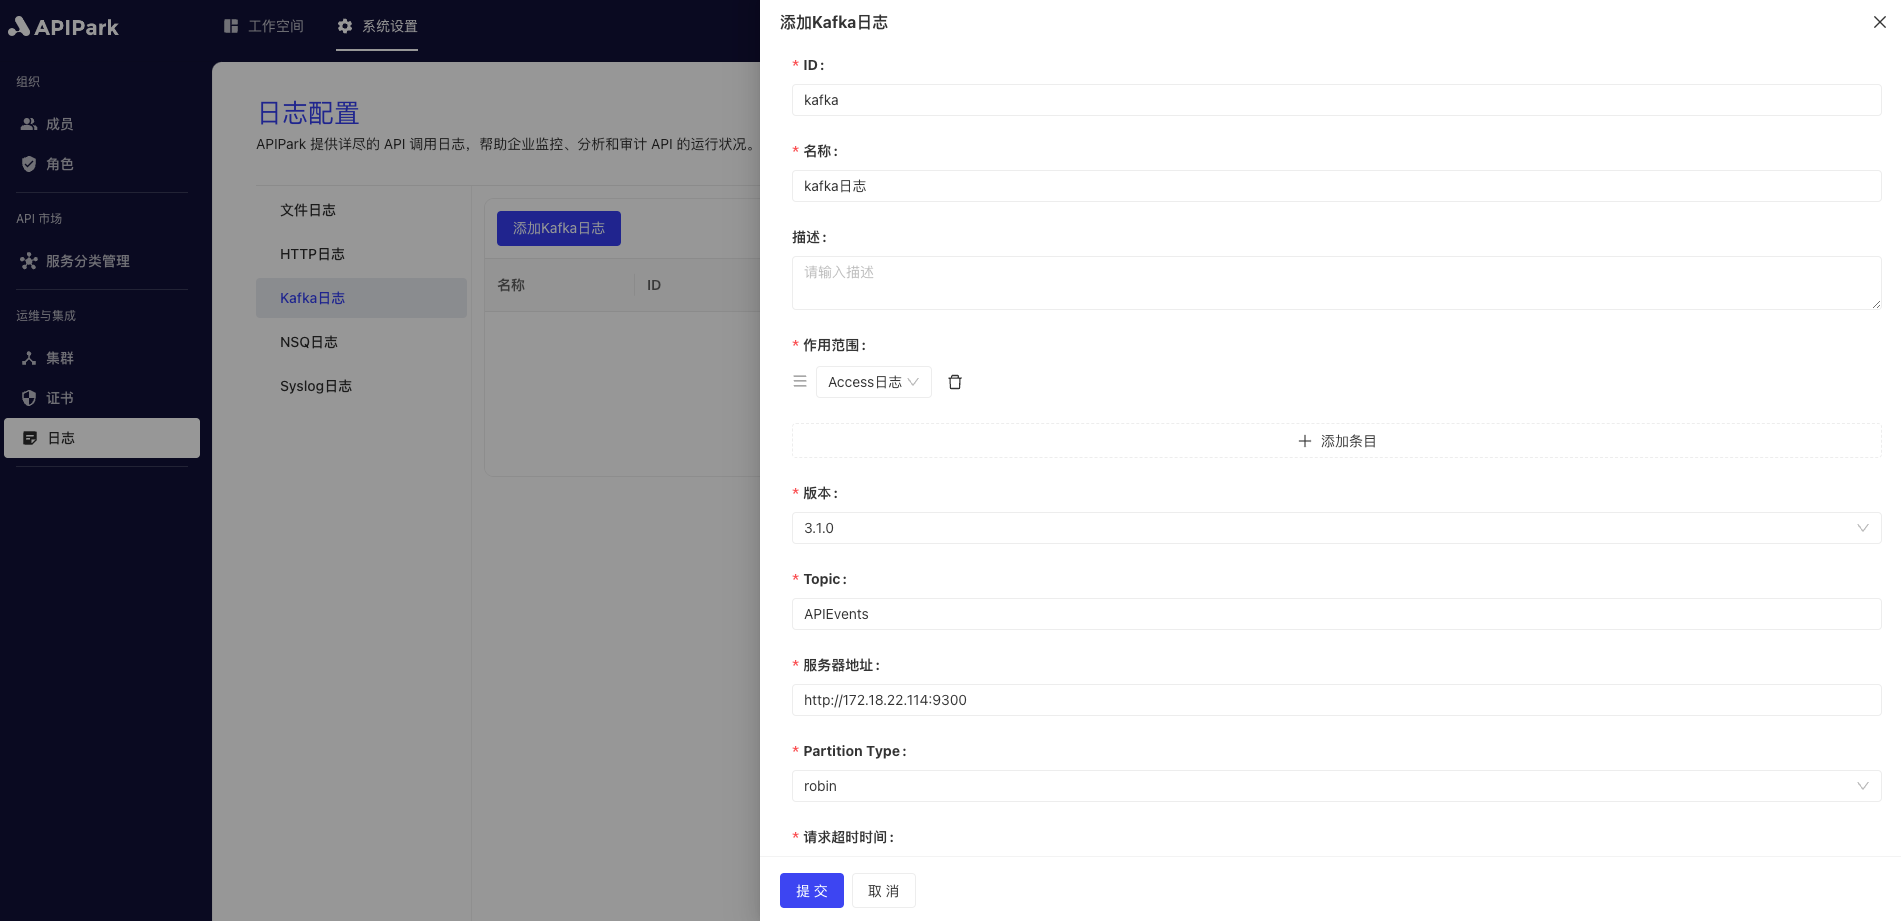 APIPark
工作空间
系统设置
组织
成员
角色
API 市场
服务分类管理
运维与集成
集群
证书
日志
日志配置
APIPark 提供详尽的 API 调用日志，帮助企业监控、分析和审计 API 的运行状况。
文件日志
HTTP日志
Kafka日志
NSQ日志
Syslog日志
添加Kafka日志
名称
ID
添加Kafka日志
* ID :
kafka
* 名称 :
kafka日志
描述 :
请输入描述
* 作用范围 :
Access日志
添加条目
* 版本 :
3.1.0
* Topic :
APIEvents
* 服务器地址 :
http://172.18.22.114:9300
* Partition Type :
robin
* 请求超时时间 :
提 交
取 消